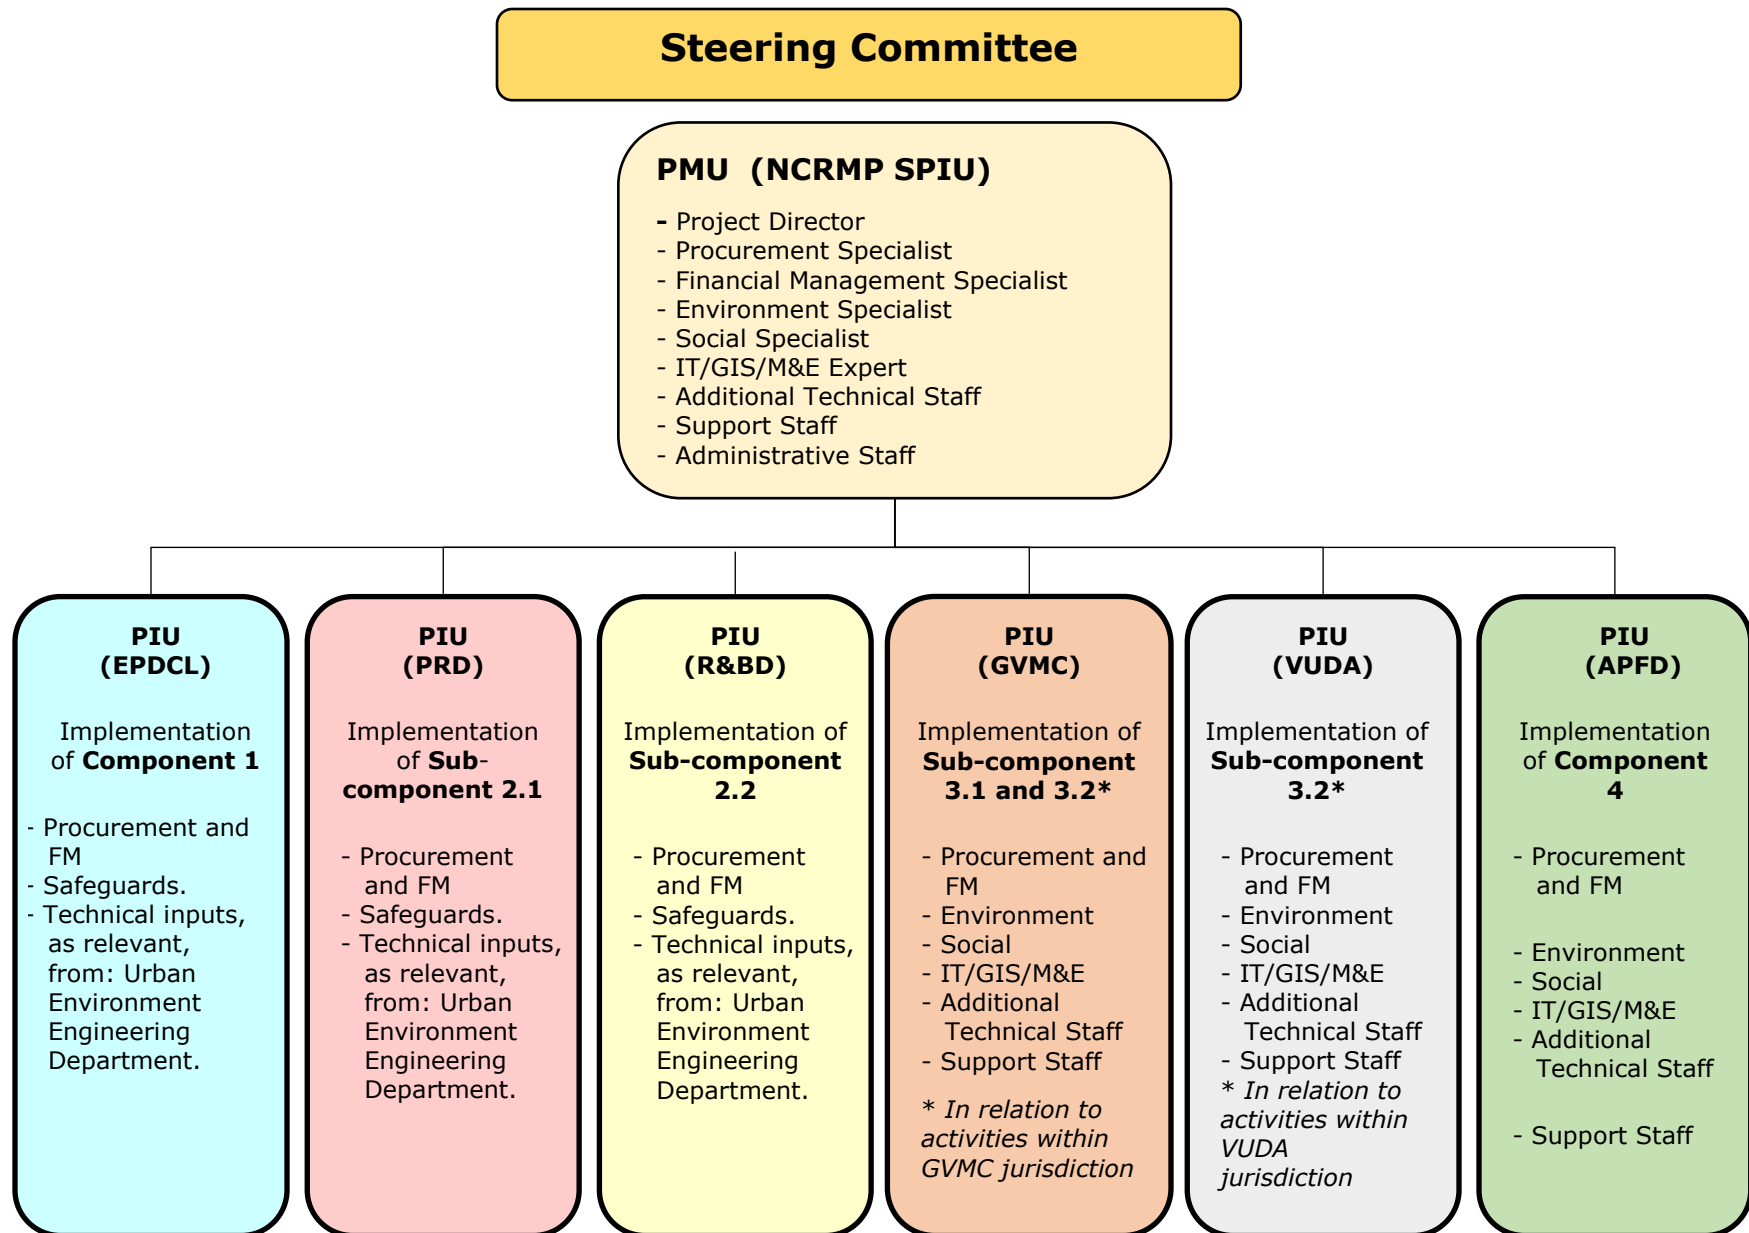 Steering Committee
PMU  (NCRMP SPIU)
- Project Director
- Procurement Specialist
- Financial Management Specialist
- Environment Specialist
- Social Specialist
- IT/GIS/M&E Expert
- Additional Technical Staff
- Support Staff
- Administrative Staff
PIU
(EPDCL)
Implementation
of Component 1
- Procurement and
FM
- Safeguards.
- Technical inputs,
as relevant,
from: Urban
Environment
Engineering
Department.
PIU
(PRD)
Implementation
of Sub-
component 2.1
- Procurement
and FM
- Safeguards.
- Technical inputs,
as relevant,
from: Urban
Environment
Engineering
Department.
PIU
(R&BD)
Implementation of
Sub-component
2.2
- Procurement
and FM
- Safeguards.
- Technical inputs,
as relevant,
from: Urban
Environment
Engineering
Department.
PIU
(GVMC)
Implementation of
Sub-component
3.1 and 3.2*
- Procurement and
FM
- Environment
- Social
- IT/GIS/M&E
- Additional
Technical Staff
- Support Staff
* In relation to
activities within
GVMC jurisdiction
PIU
(VUDA)
Implementation of
Sub-component
3.2*
- Procurement
and FM
- Environment
- Social
- IT/GIS/M&E
- Additional
Technical Staff
- Support Staff
* In relation to
activities within
VUDA
jurisdiction
PIU
(APFD)
Implementation
of Component
4
- Procurement
and FM
- Environment
- Social
- IT/GIS/M&E
- Additional
Technical Staff
- Support Staff